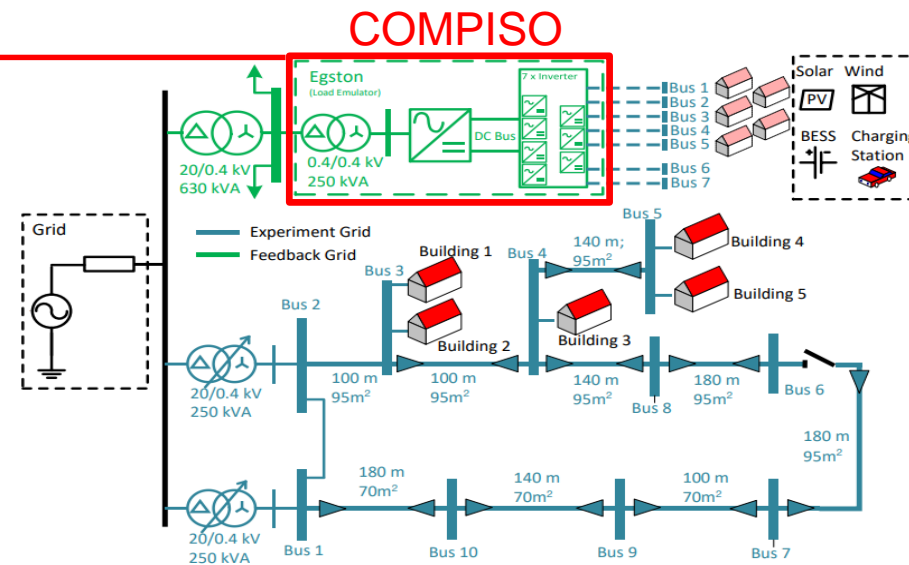 COMPISO
Egston
(Load Emulator)
7 x Inverter
DC Bus
0.4/0.4 kV
250 kVA
20/0.4 kV
630 kVA
Bus 1
Bus 2
Bus 3
Bus 4
Bus 5
Bus 6
Bus 7
Solar Wind
PV
BESS Charging
Station
Grid
Experiment Grid
Feedback Grid
Bus 2
Bus 3
Building 1
Building 2
Bus 4
Building 3
140 m;
95m²
Bus 5
Building 4
Building 5
20/0.4 kV
250 kVA
100 m
95m²
100 m
95m²
140 m
95m²
Bus 8
180 m
95m²
Bus 6
180 m
95m²
20/0.4 kV
250 kVA
Bus 1
180 m
70m²
Bus 10
140 m
70m²
Bus 9
100 m
70m²
Bus 7